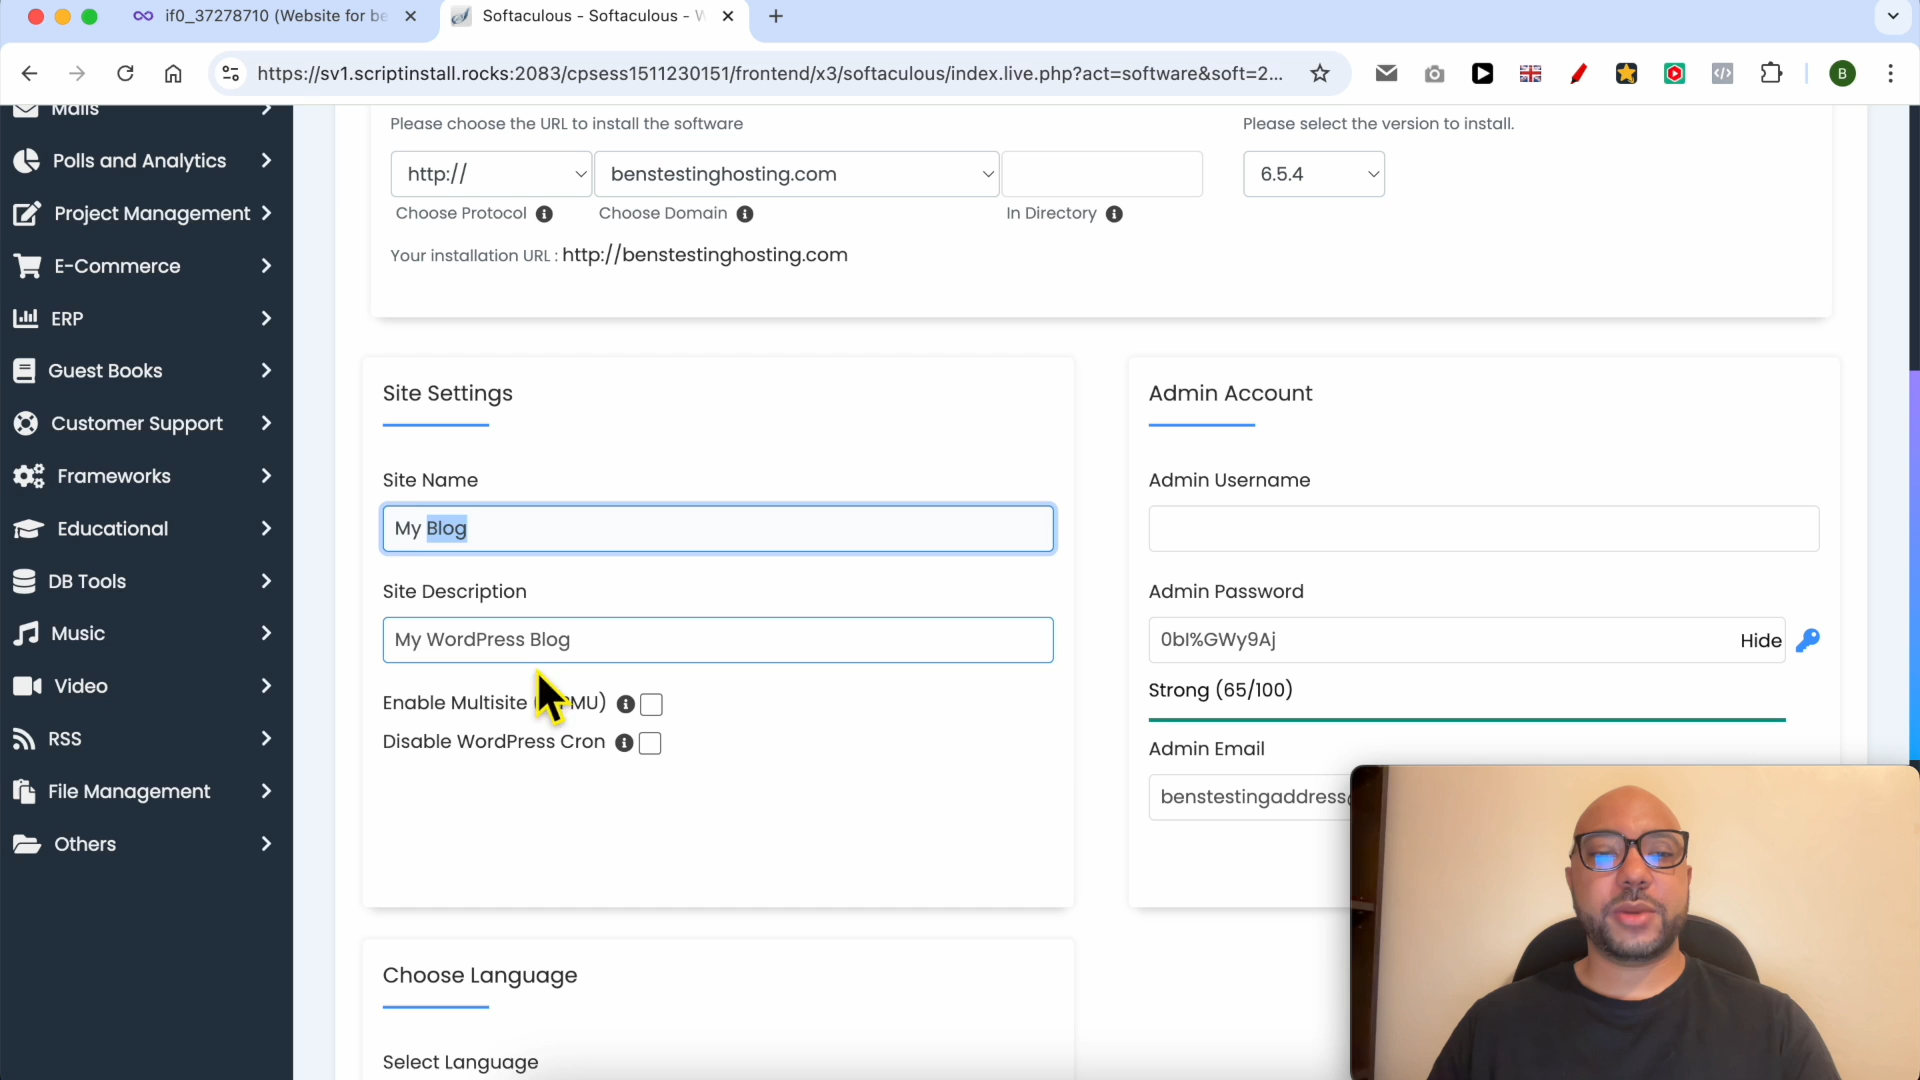 if0_37278710 (Website for be
Softaculous - Softaculous - W
https://sv1.scriptinstall.rocks:2083/cpsess1511230151/frontend/x3/softaculous/index.live.php?act=software&soft=2...
B
Mails
Polls and Analytics
Project Management
E-Commerce
ERP
Guest Books
Customer Support
Frameworks
Educational
DB Tools
Music
Video
RSS
File Management
Others
Please choose the URL to install the software
Please select the version to install.
http://
benstestinghosting.com
6.5.4
Choose Protocol
Choose Domain
In Directory
Your installation URL : http://benstestinghosting.com
Site Settings
Site Name
My Blog
Site Description
My WordPress Blog
Enable Multisite MU)
Disable WordPress Cron
Admin Account
Admin Username
Admin Password
Hide
Strong (65/100)
Admin Email
benstestingaddress
Choose Language
Select Language